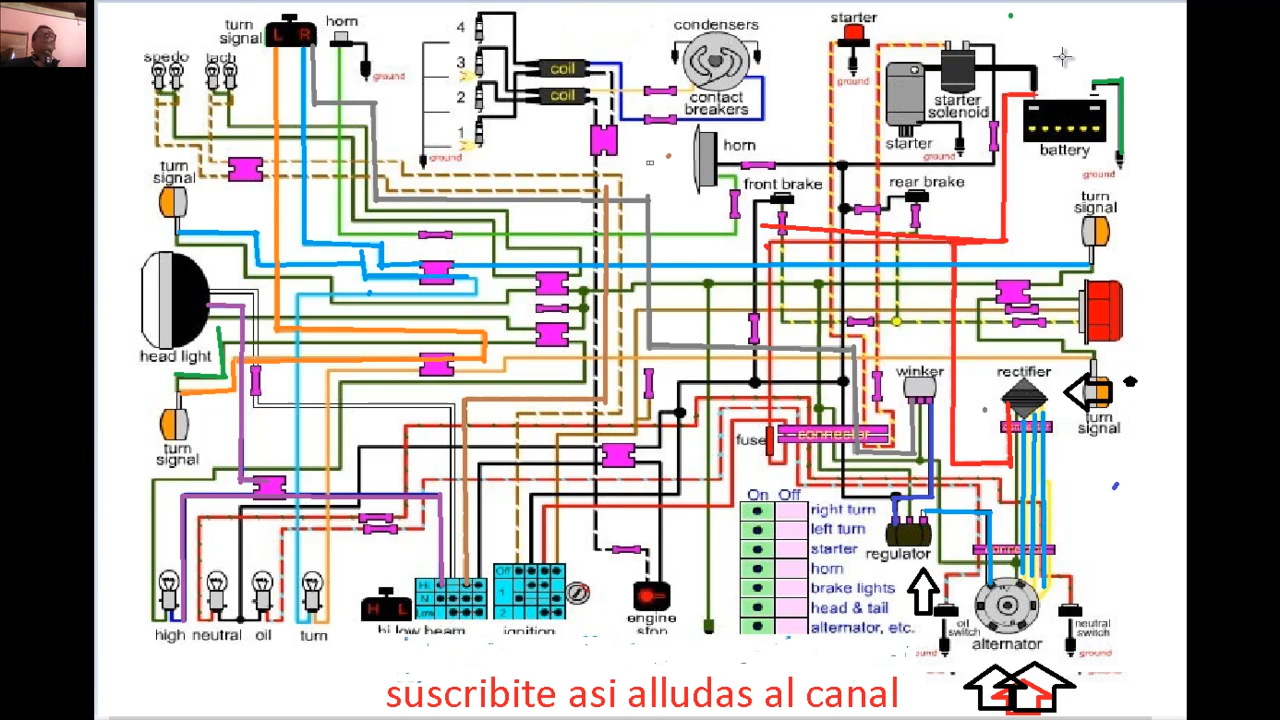 turn
signal
L R
horn
4
3
2
1
coil
coil
condensers
contact
breakers
starter
ground
starter
solenoid
starter
ground
battery
ground
spedo
tach
ground
ground
turn
signal
horn
front brake
rear brake
turn
signal
head light
turn
signal
winker
rectifier
turn
signal
fuse
connector
On Off
right turn
left turn
starter
horn
brake lights
head & tail
alternator, etc.
regulator
high
neutral
oil
turn
H L
hi low beam
Hi
N
Low
Off
1
2
ignition
engine
stop
oil
switch
alternator
neutral
switch
ground
suscribite asi alludas al canal